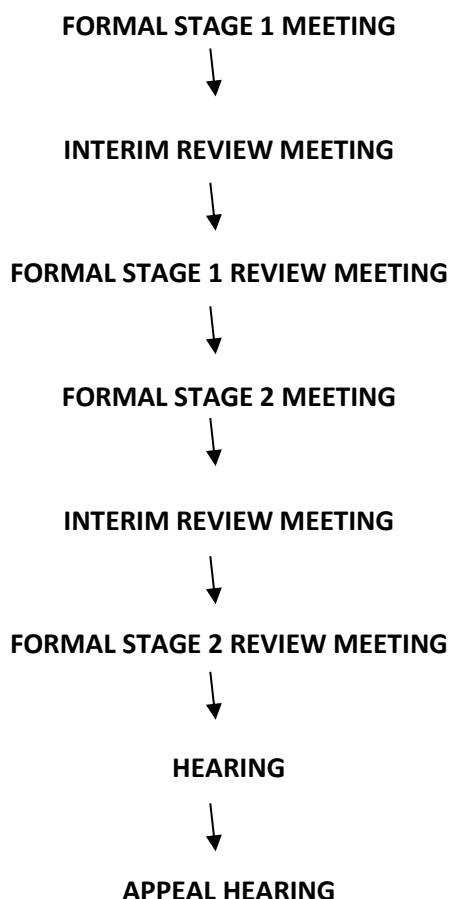 FORMAL STAGE 1 MEETING
INTERIM REVIEW MEETING
FORMAL STAGE 1 REVIEW MEETING
FORMAL STAGE 2 MEETING
INTERIM REVIEW MEETING
FORMAL STAGE 2 REVIEW MEETING
HEARING
APPEAL HEARING